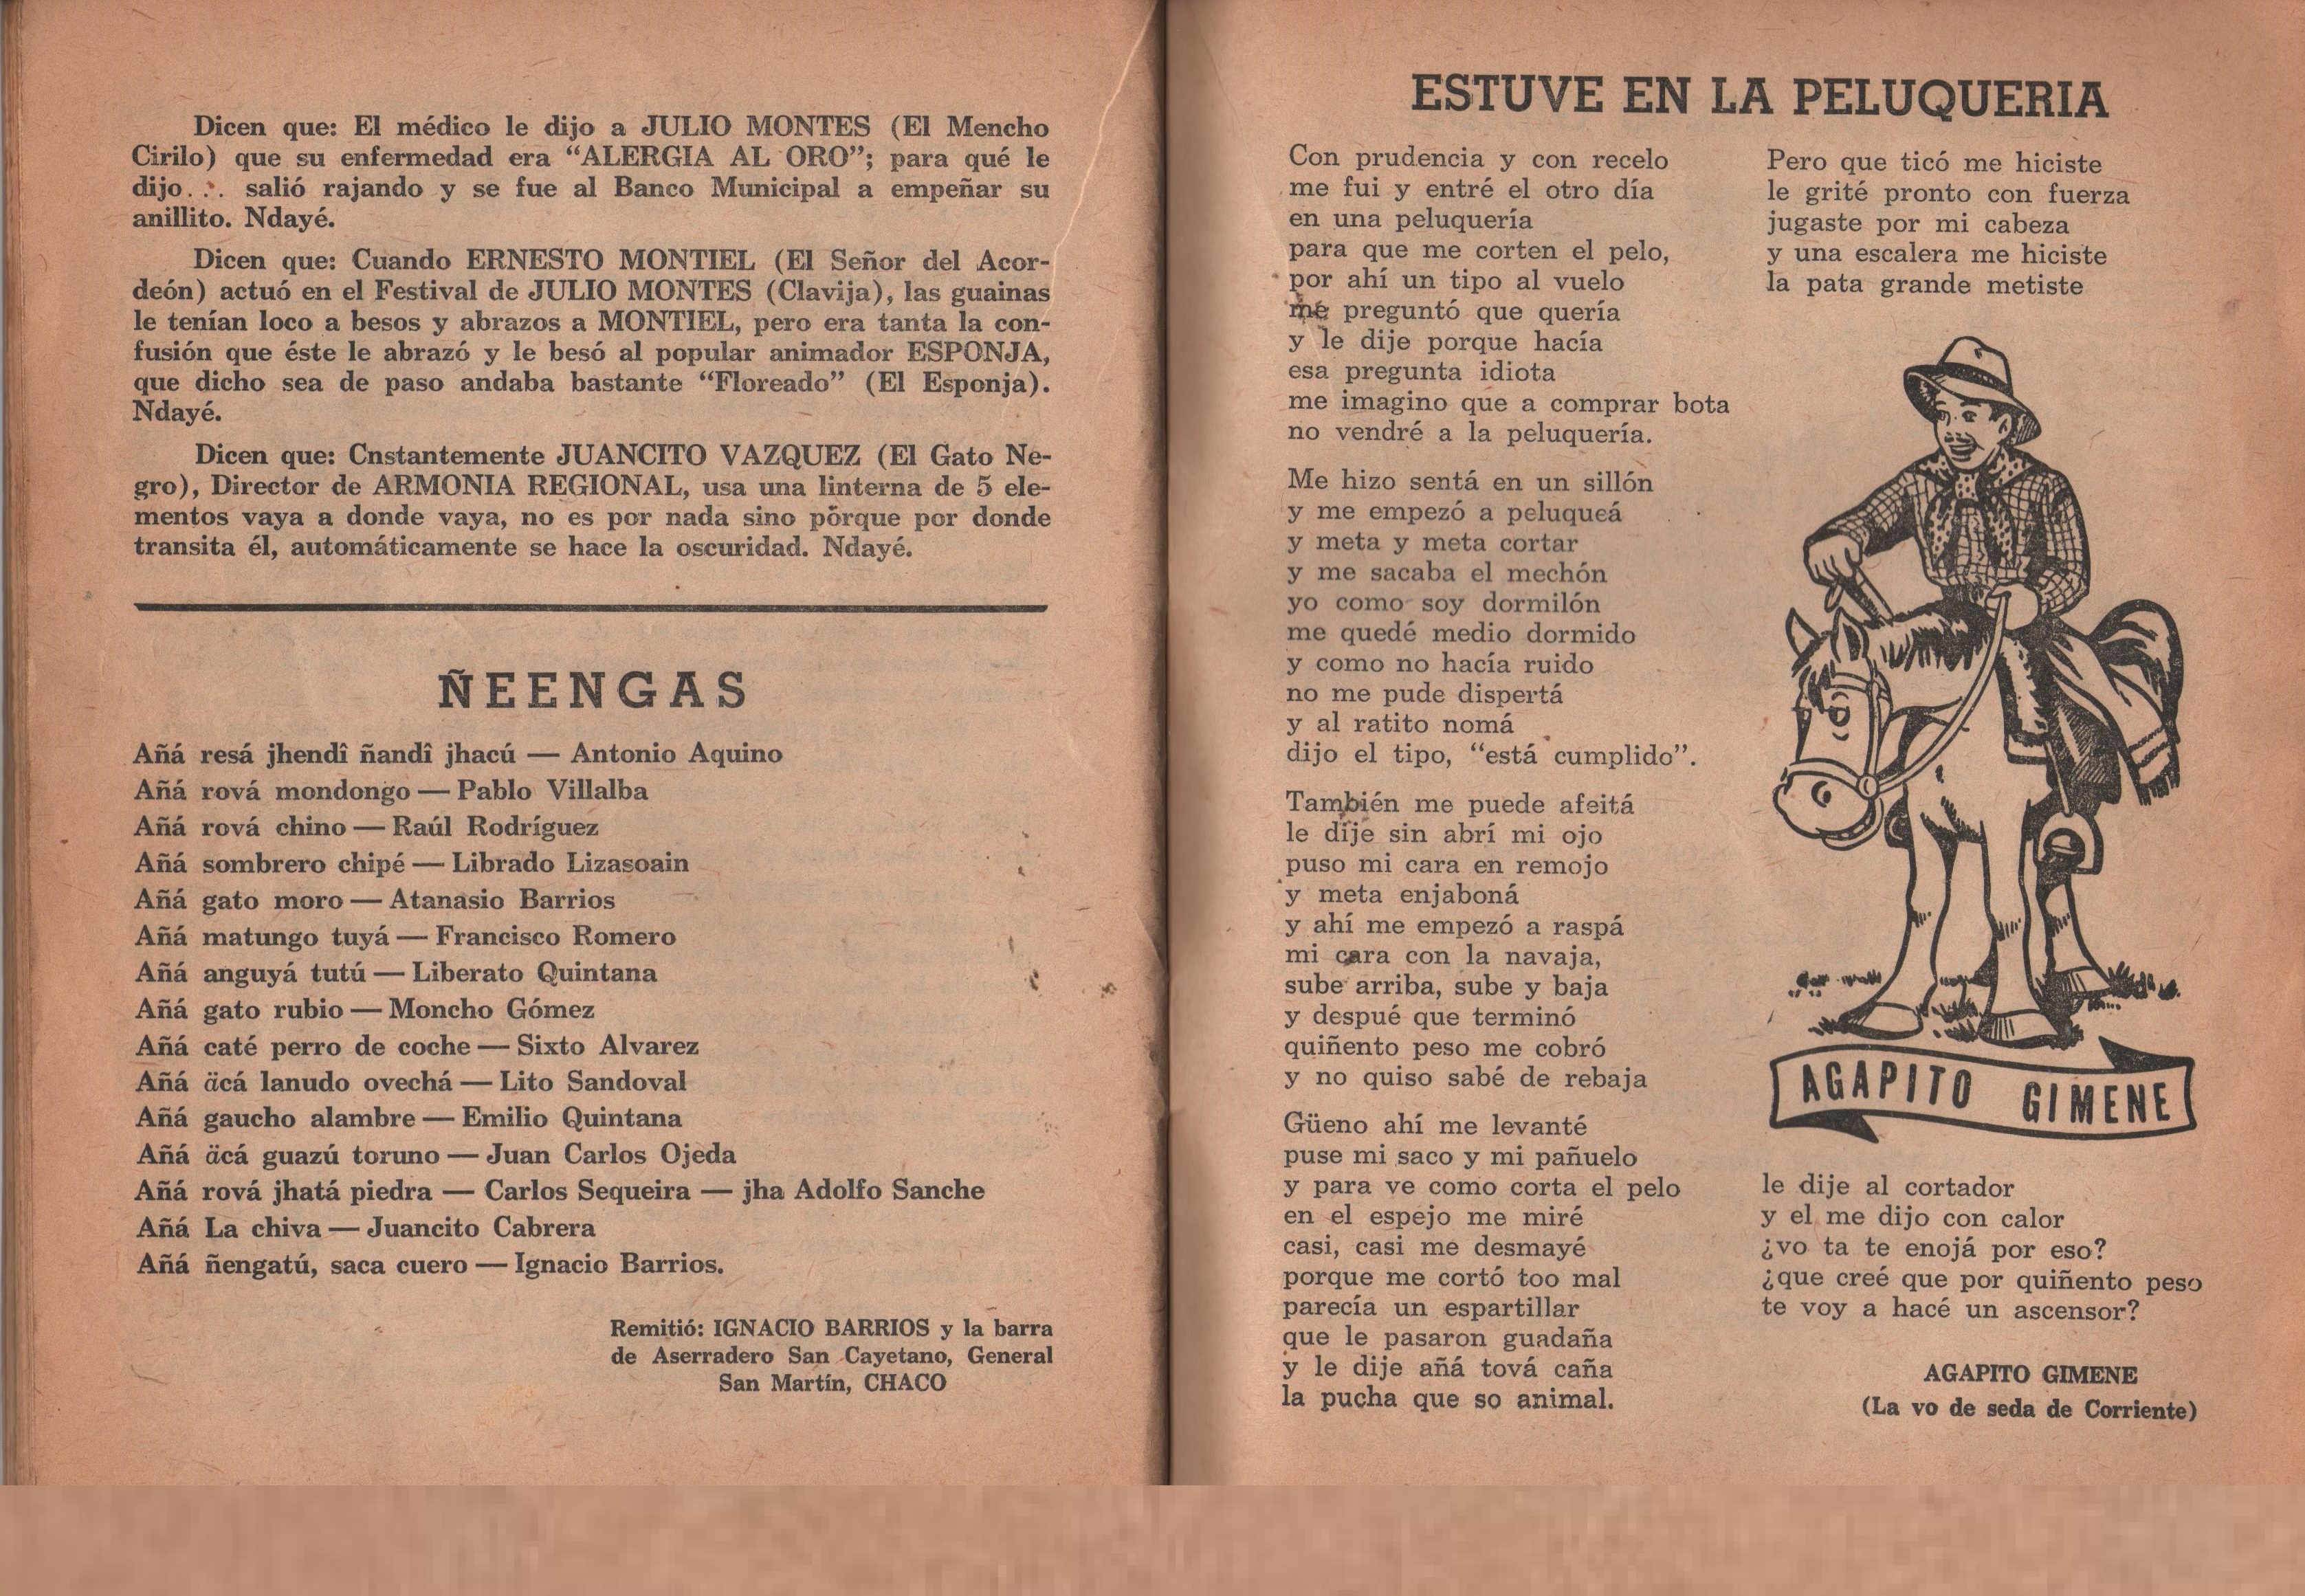 Dicen que: El médico le dijo a JULIO MONTES (El Mencho
Cirilo) que su enfermedad era “ALERGIA AL ORO”; para qué le
dijo... salió rajando y se fue al Banco Municipal a empeñar su
anillito. Ndayé.
Dicen que: Cuando ERNESTO MONTIEL (El Señor del Acor-
deón) actuó en el Festival de JULIO MONTES (Clavija), las guainas
le tenían loco a besos y abrazos a MONTIEL, pero era tanta la con-
fusión que éste le abrazó y le besó al popular animador ESPONJA,
que dicho sea de paso andaba bastante “Floreado” (El Esponja).
Ndayé.
Dicen que: Cnstantemente JUANCITO VAZQUEZ (El Gato Ne-
gro), Director de ARMONIA REGIONAL, usa una linterna de 5 ele-
mentos vaya a donde vaya, no es por nada sino porque por donde
transita él, automáticamente se hace la oscuridad. Ndayé.
ÑEENGAS
Añá resá jhendî ñandî jhacú — Antonio Aquino
Añá rová mondongo — Pablo Villalba
Añá rová chino — Raúl Rodríguez
Añá sombrero chipé — Librado Lizasoain
Añá gato moro — Atanasio Barrios
Añá matungo tuyá — Francisco Romero
Añá anguyá tutú — Liberato Quintana
Añá gato rubio — Moncho Gómez
Añá caté perro de coche — Sixto Alvarez
Añá äcá lanudo ovechá — Lito Sandoval
Añá gaucho alambre — Emilio Quintana
Añá äcá guazú toruno — Juan Carlos Ojeda
Añá rová jhatá piedra — Carlos Sequeira — jha Adolfo Sanche
Añá La chiva — Juancito Cabrera
Añá ñengatú, saca cuero — Ignacio Barrios.
Remitió: IGNACIO BARRIOS y la barra
de Aserradero San Cayetano, General
San Martín, CHACO
ESTUVE EN LA PELUQUERIA
Con prudencia y con recelo
me fui y entré el otro día
en una peluquería
para que me corten el pelo,
por ahí un tipo al vuelo
me preguntó que quería
y le dije porque hacía
esa pregunta idiota
me imagino que a comprar bota
no vendré a la peluquería.
Me hizo sentá en un sillón
y me empezó a peluqueá
y meta y meta cortar
y me sacaba el mechón
yo como soy dormilón
me quedé medio dormido
y como no hacía ruido
no me pude dispertá
y al ratito nomá
dijo el tipo, “está cumplido”.
También me puede afeitá
le dije sin abrí mi ojo
puso mi cara en remojo
y meta enjaboná
y ahí me empezó a raspá
mi cara con la navaja,
sube arriba, sube y baja
y despué que terminó
quiñento peso me cobró
y no quiso sabé de rebaja
Güeno ahí me levanté
puse mi saco y mi pañuelo
y para ve como corta el pelo
en el espejo me miré
casi, casi me desmayé
porque me cortó too mal
parecía un espartillar
que le pasaron guadaña
y le dije añá tová caña
la pucha que so animal.
Pero que ticó me hiciste
le grité pronto con fuerza
jugaste por mi cabeza
y una escalera me hiciste
la pata grande metiste
AGAPITO GIMENE
le dije al cortador
y el me dijo con calor
¿vo ta te enojá por eso?
¿que creé que por quiñento peso
te voy a hacé un ascensor?
AGAPITO GIMENE
(La vo de seda de Corriente)